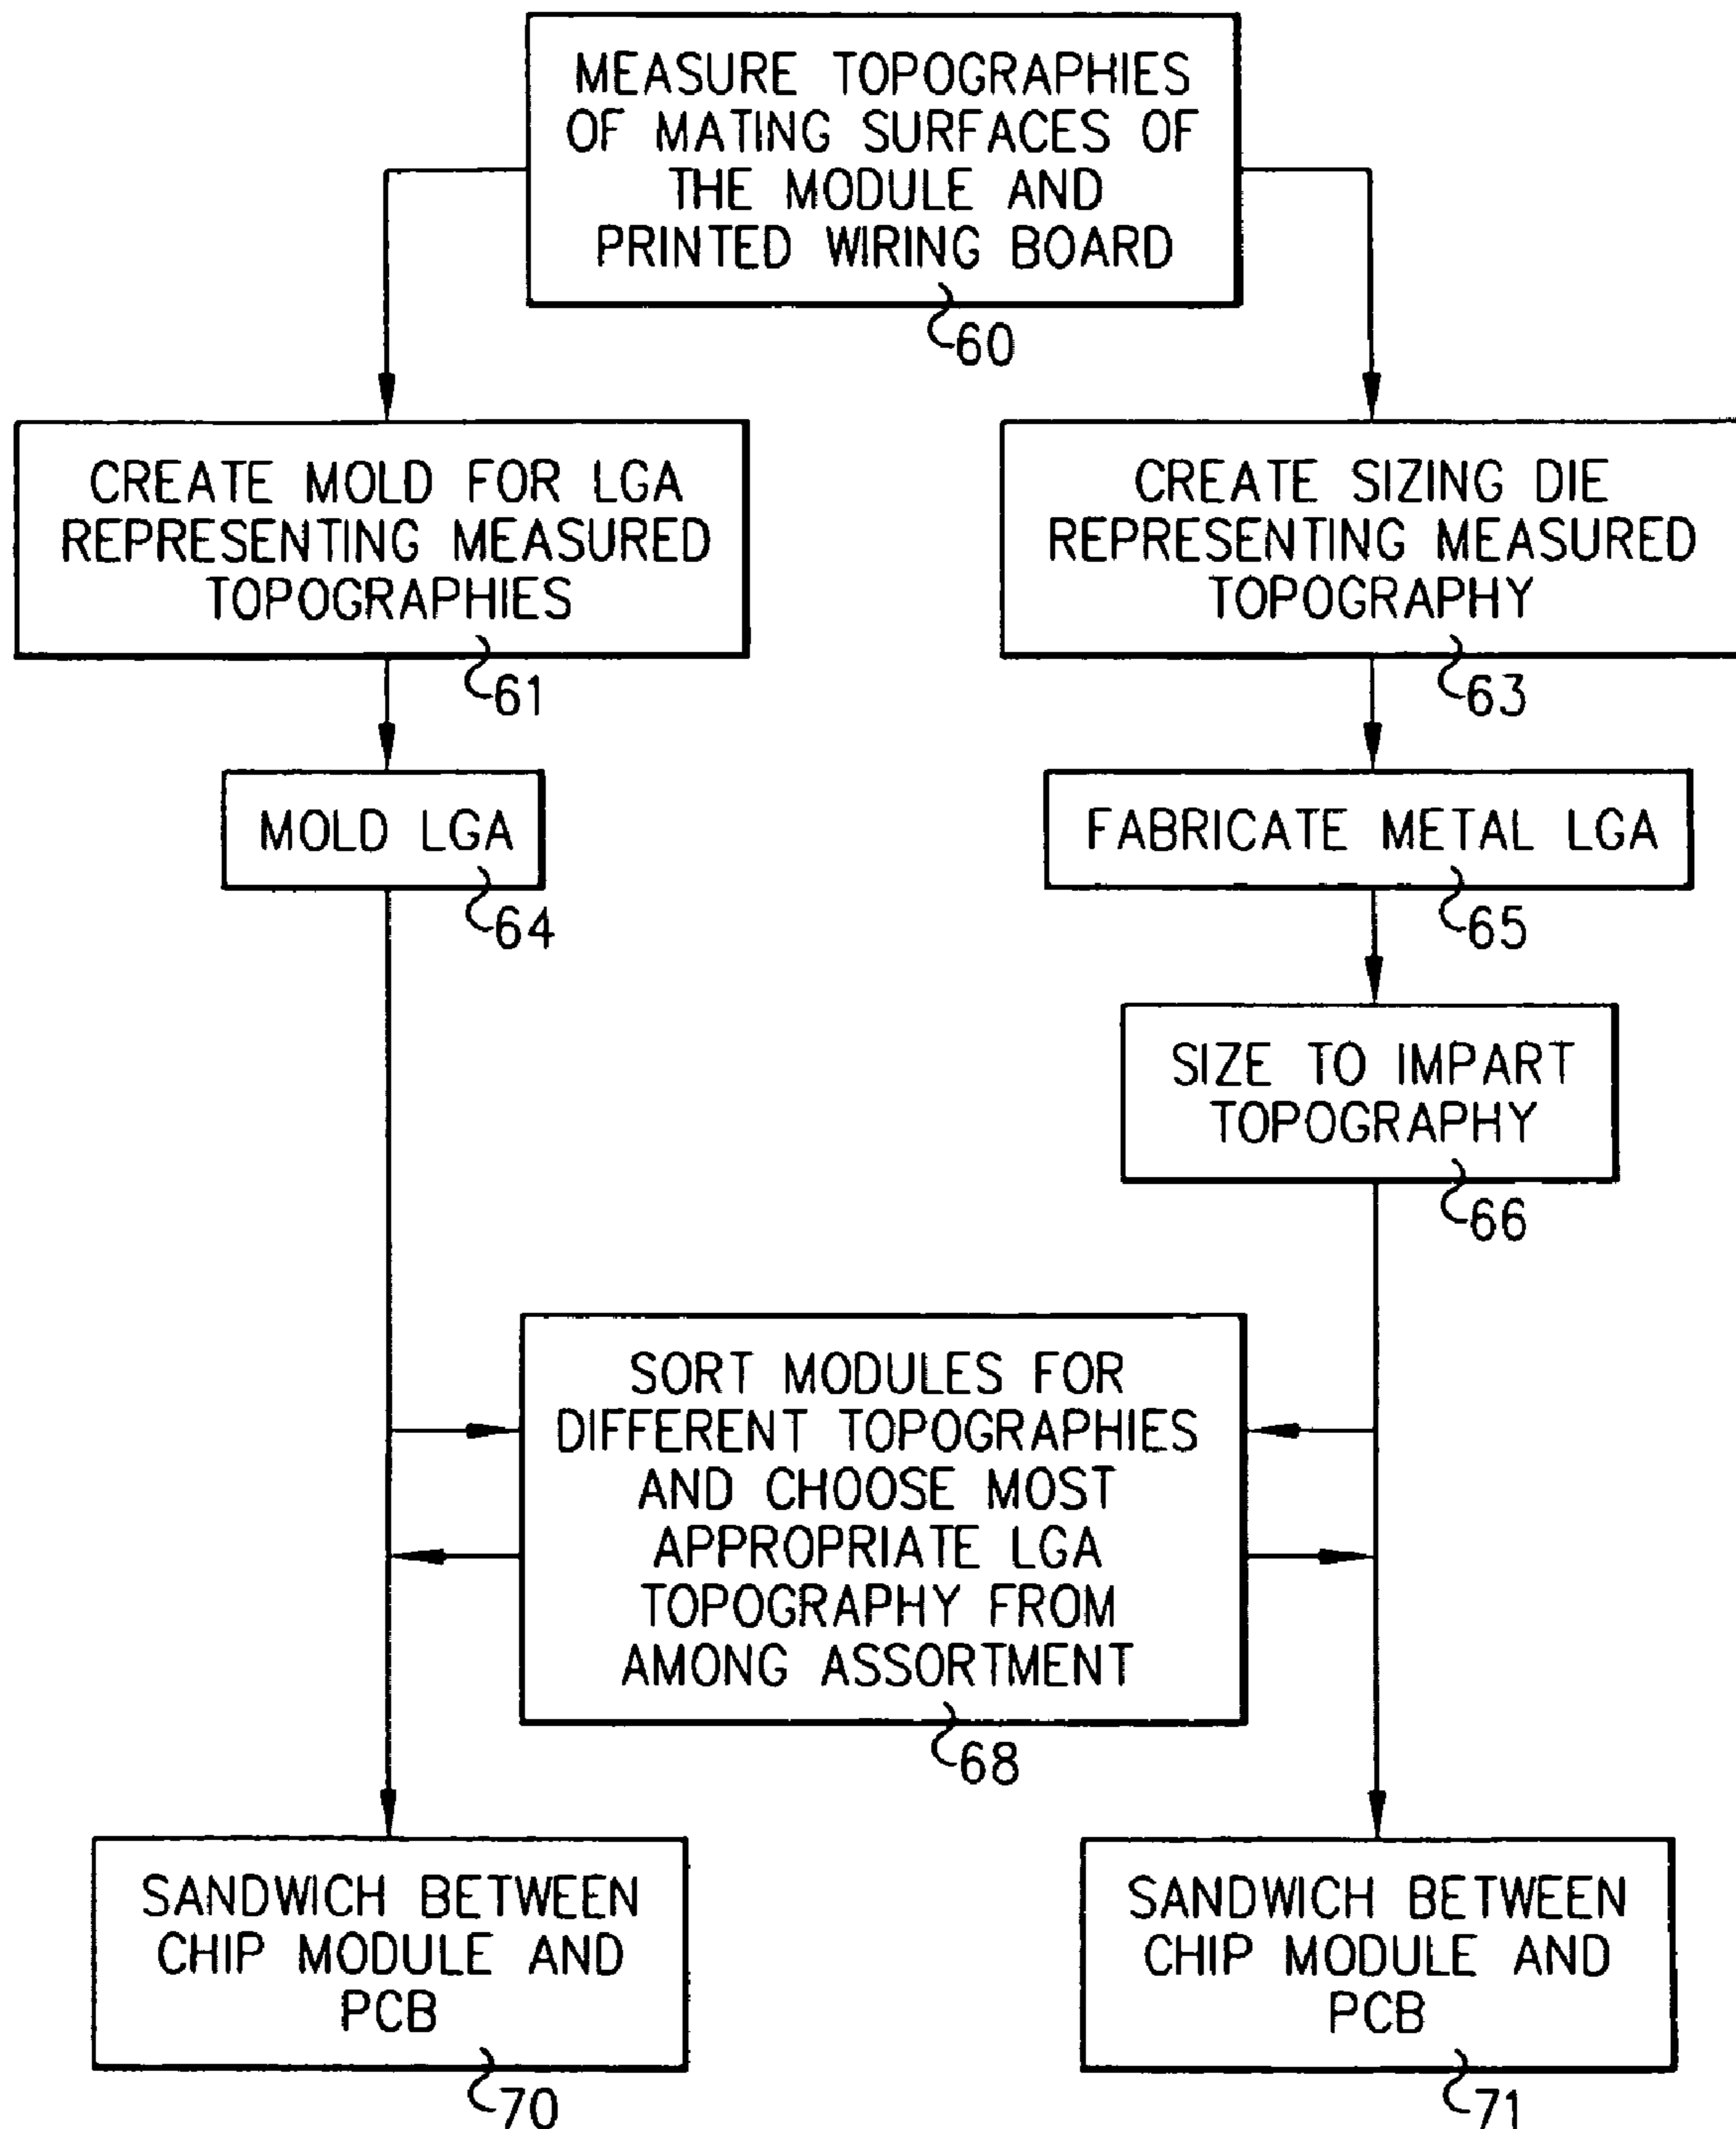 MEASURE TOPOGRAPHIES
OF MATING SURFACES OF
THE MODULE AND
PRINTED WIRING BOARD
60
CREATE MOLD FOR LGA
REPRESENTING MEASURED
TOPOGRAPHIES
61
CREATE SIZING DIE
REPRESENTING MEASURED
TOPOGRAPHY
63
MOLD LGA
64
FABRICATE METAL LGA
65
SIZE TO IMPART
TOPOGRAPHY
66
SORT MODULES FOR
DIFFERENT TOPOGRAPHIES
AND CHOOSE MOST
APPROPRIATE LGA
TOPOGRAPHY FROM
AMONG ASSORTMENT
68
SANDWICH BETWEEN
CHIP MODULE AND
PCB
70
SANDWICH BETWEEN
CHIP MODULE AND
PCB
71